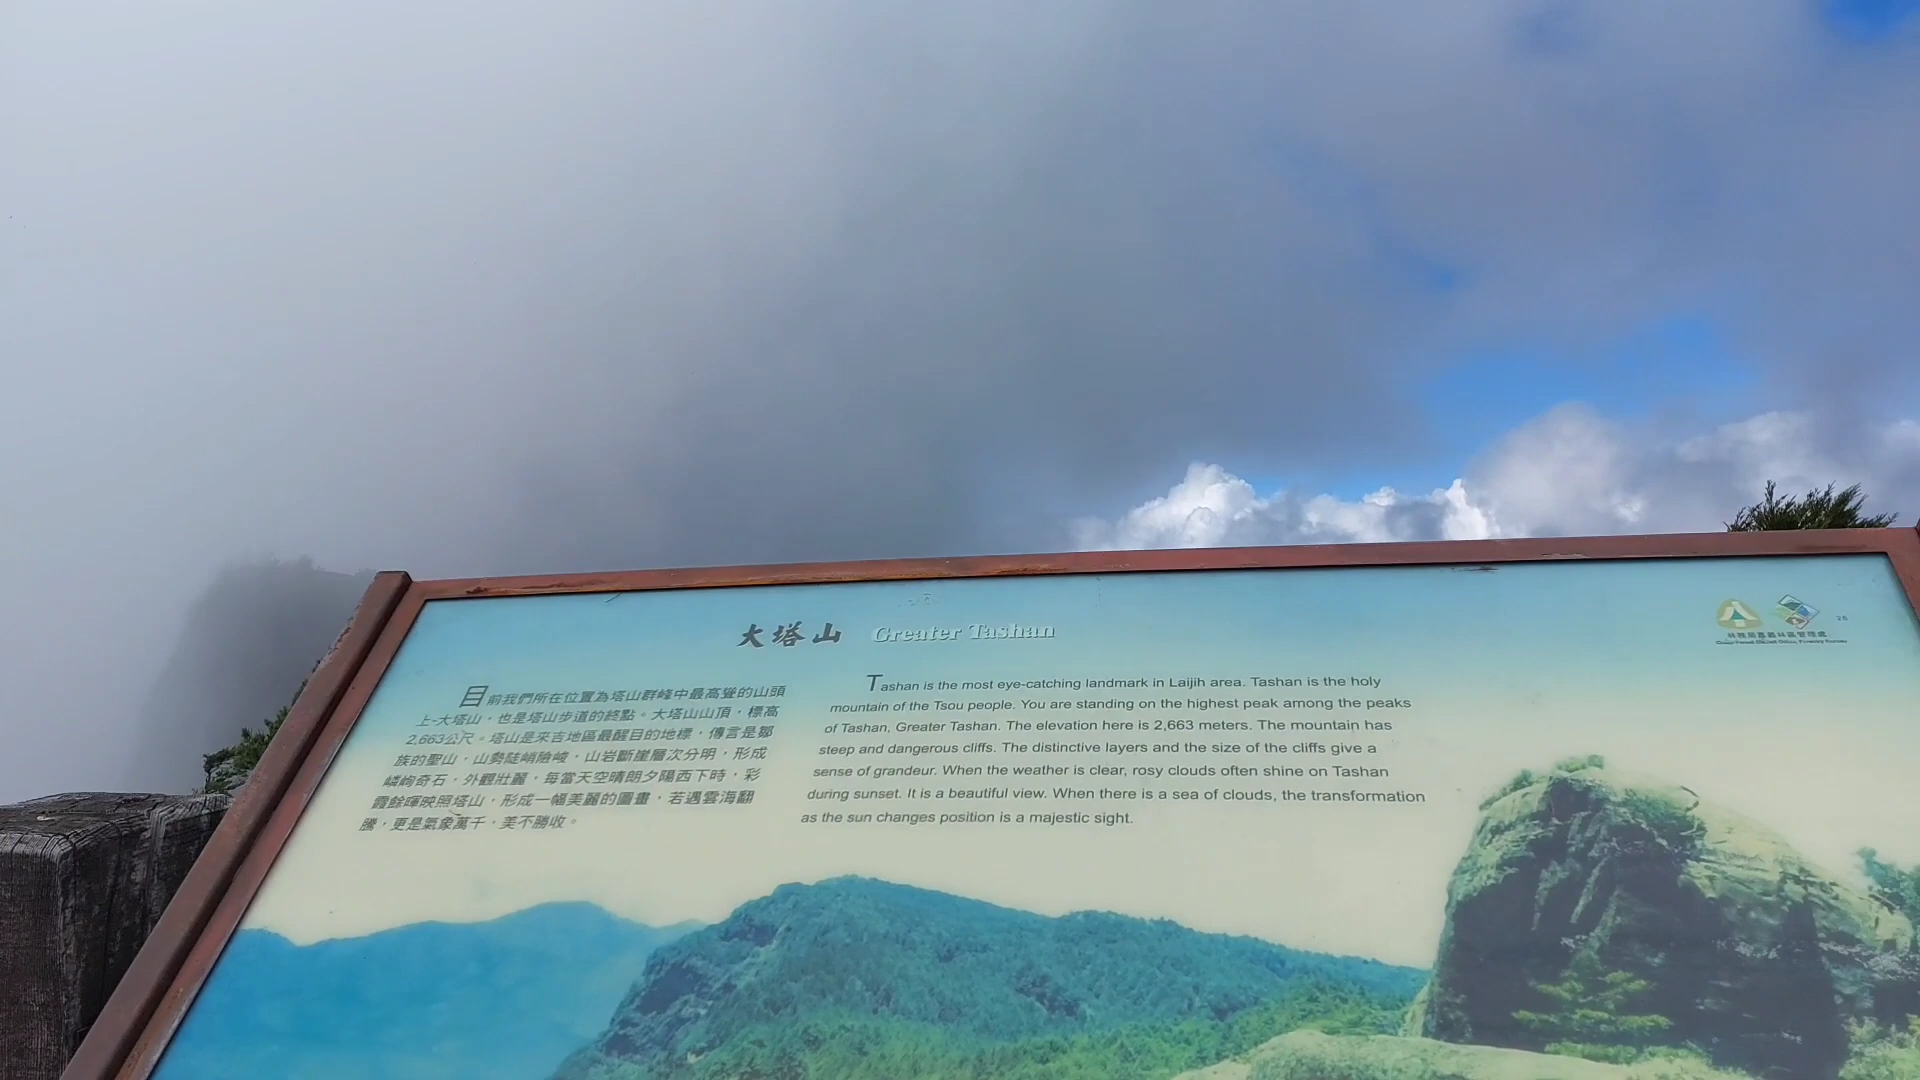 大塔山 Greater Tashan
目前我們所在位置為塔山群峰中最高聳的山頭
上-大塔山,也是塔山步道的終點。大塔山山頂,標高
2,663公尺。塔山是來吉地區最醒目的地標,傳言是鄒
族的聖山,山勢陡峭險峻,山岩斷崖層次分明,形成
嶙峋奇石,外觀壯麗,每當天空晴朗夕陽西下時,彩
霞餘暉映照塔山,形成一幅美麗的圖畫,若遇雲海翻
騰,更是氣象萬千,美不勝收。
Tashan is the most eye-catching landmark in Laijih area. Tashan is the holy
mountain of the Tsou people. You are standing on the highest peak among the peaks
of Tashan, Greater Tashan. The elevation here is 2,663 meters. The mountain has
steep and dangerous cliffs. The distinctive layers and the size of the cliffs give a
sense of grandeur. When the weather is clear, rosy clouds often shine on Tashan
during sunset. It is a beautiful view. When there is a sea of clouds, the transformation
as the sun changes position is a majestic sight.
林務局嘉義林區管理處